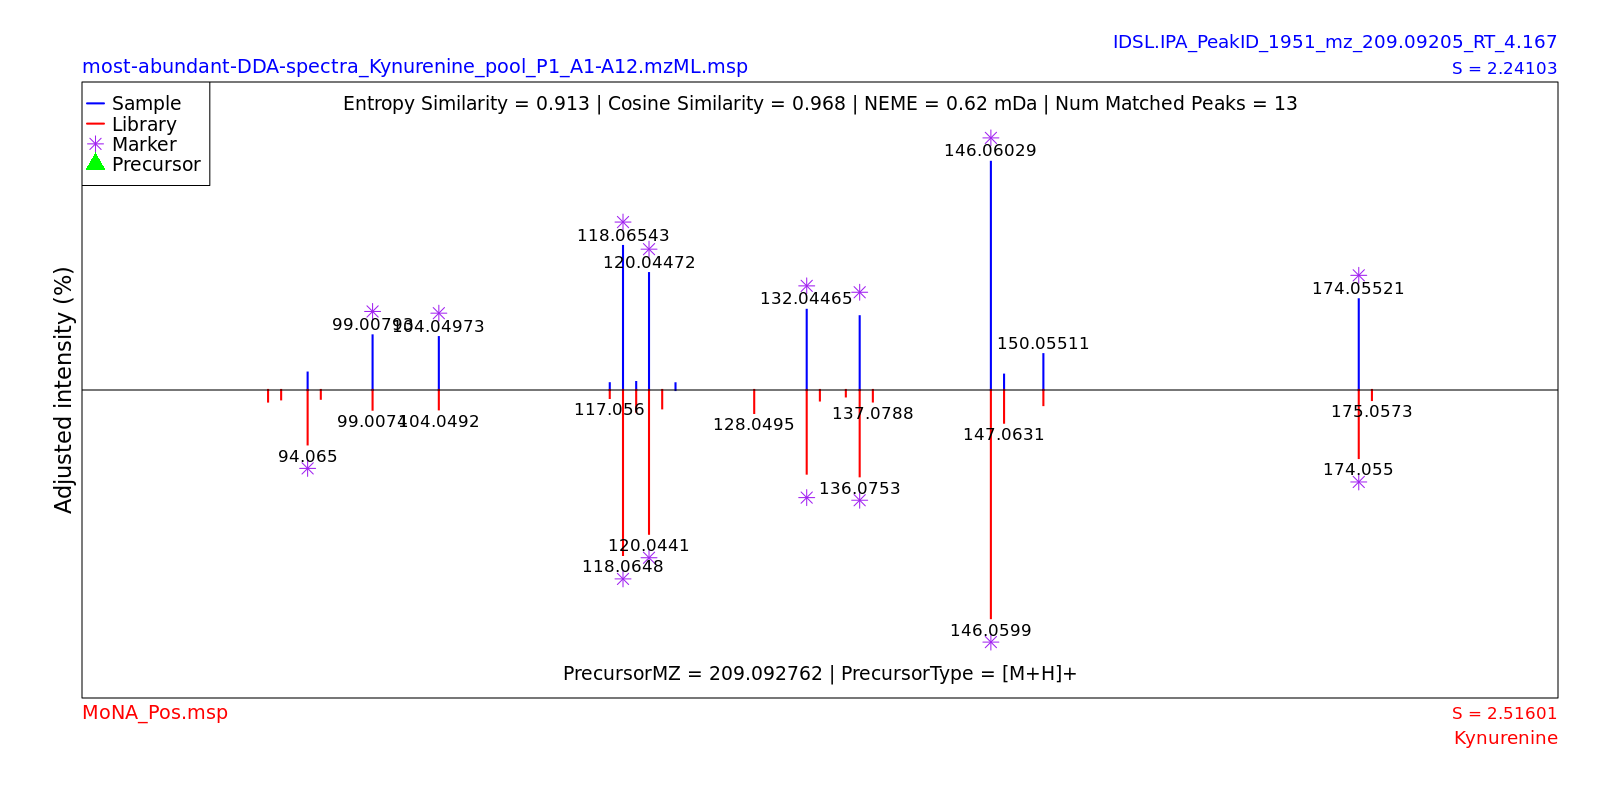 IDSL.IPA_PeakID_1951_mz_209.09205_RT_4.167
most-abundant-DDA-spectra_Kynurenine_pool_P1_A1-A12.mzML.msp
S = 2.24103
Sample
Library
Marker
Precursor
Entropy Similarity = 0.913 | Cosine Similarity = 0.968 | NEME = 0.62 mDa | Num Matched Peaks = 13
146.06029
118.06543
120.04472
174.05521
132.04465
99.00793
104.04973
150.05511
Adjusted intensity (%)
117.056
175.0573
137.0788
99.0074
104.0492
128.0495
147.0631
94.065
174.055
136.0753
120.0441
118.0648
146.0599
PrecursorMZ = 209.092762 | PrecursorType = [M+H]+
MoNA_Pos.msp
S = 2.51601
Kynurenine